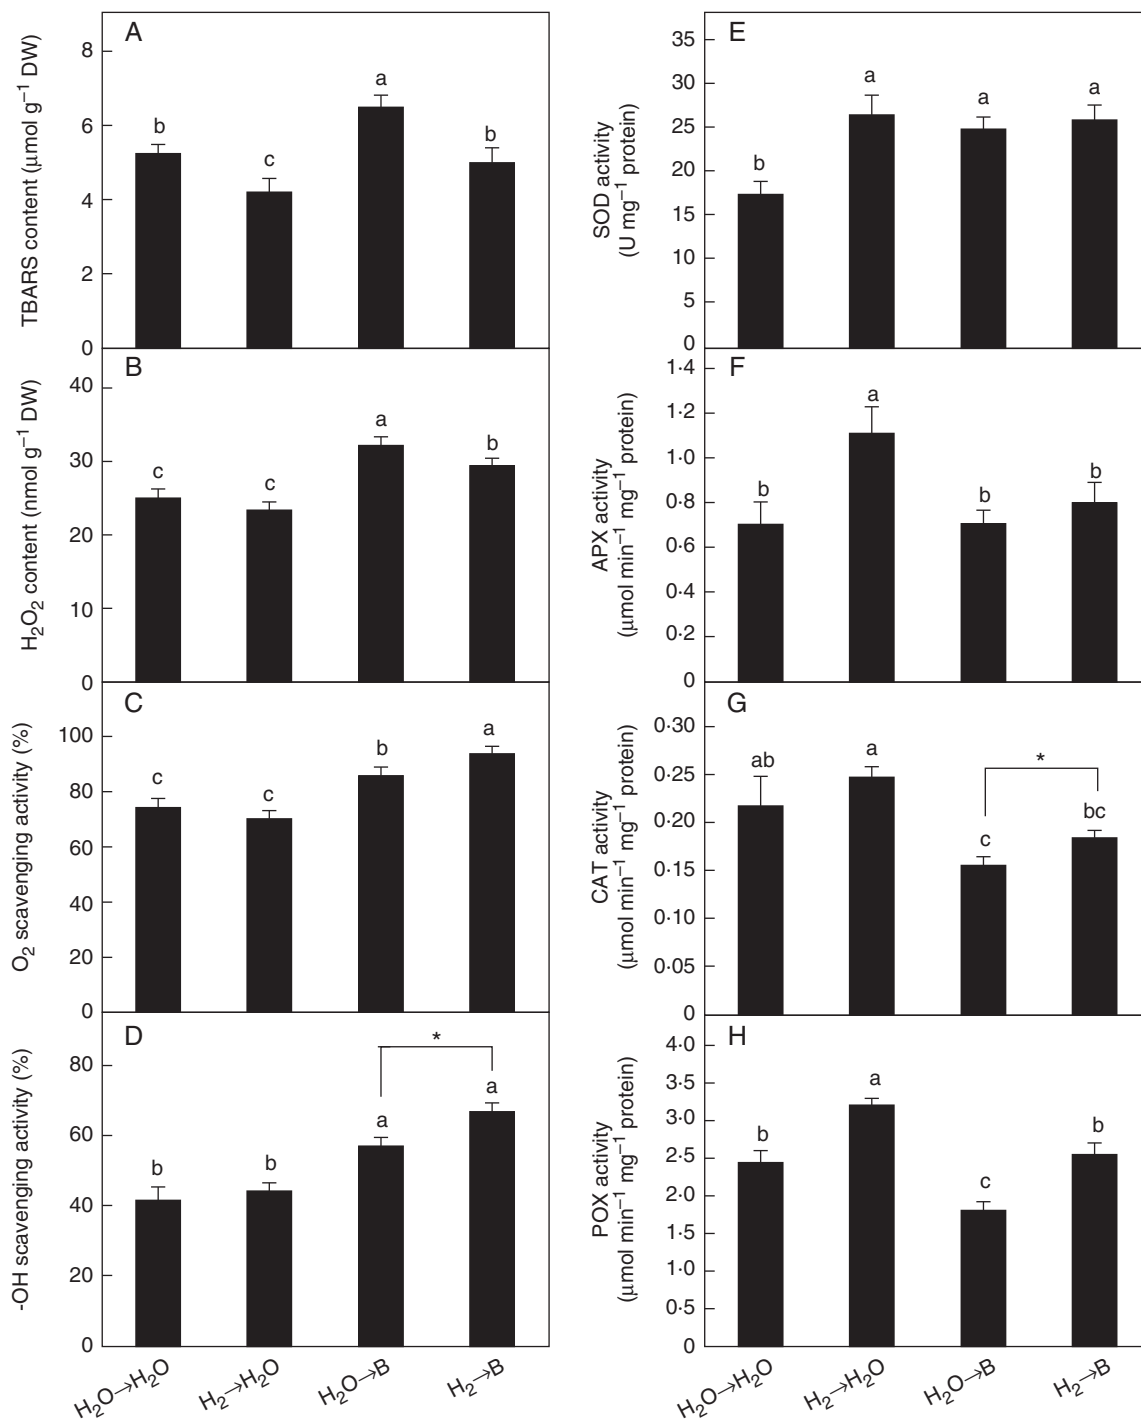 A
TBARS content (μmol g⁻¹ DW)
8
6
4
2
0
b
c
a
b
B
H₂O₂ content (nmol g⁻¹ DW)
40
30
20
10
0
c
c
a
b
C
O₂ scavenging activity (%)
100
80
60
40
20
0
c
c
b
a
D
-OH scavenging activity (%)
80
60
40
20
0
b
b
a
a
*
H₂O→H₂O
H₂→H₂O
H₂O→B
H₂→B
E
SOD activity
(U mg⁻¹ protein)
35
30
25
20
15
10
5
0
b
a
a
a
F
APX activity
(μmol min⁻¹ mg⁻¹ protein)
1·4
1·2
1·0
0·8
0·6
0·4
0·2
0
b
a
b
b
G
CAT activity
(μmol min⁻¹ mg⁻¹ protein)
0·30
0·25
0·20
0·15
0·10
0·05
0
ab
a
c
bc
*
H
POX activity
(μmol min⁻¹ mg⁻¹ protein)
4·0
3·5
3·0
2·5
2·0
1·5
1·0
0·5
0
b
a
c
b
H₂O→H₂O
H₂→H₂O
H₂O→B
H₂→B